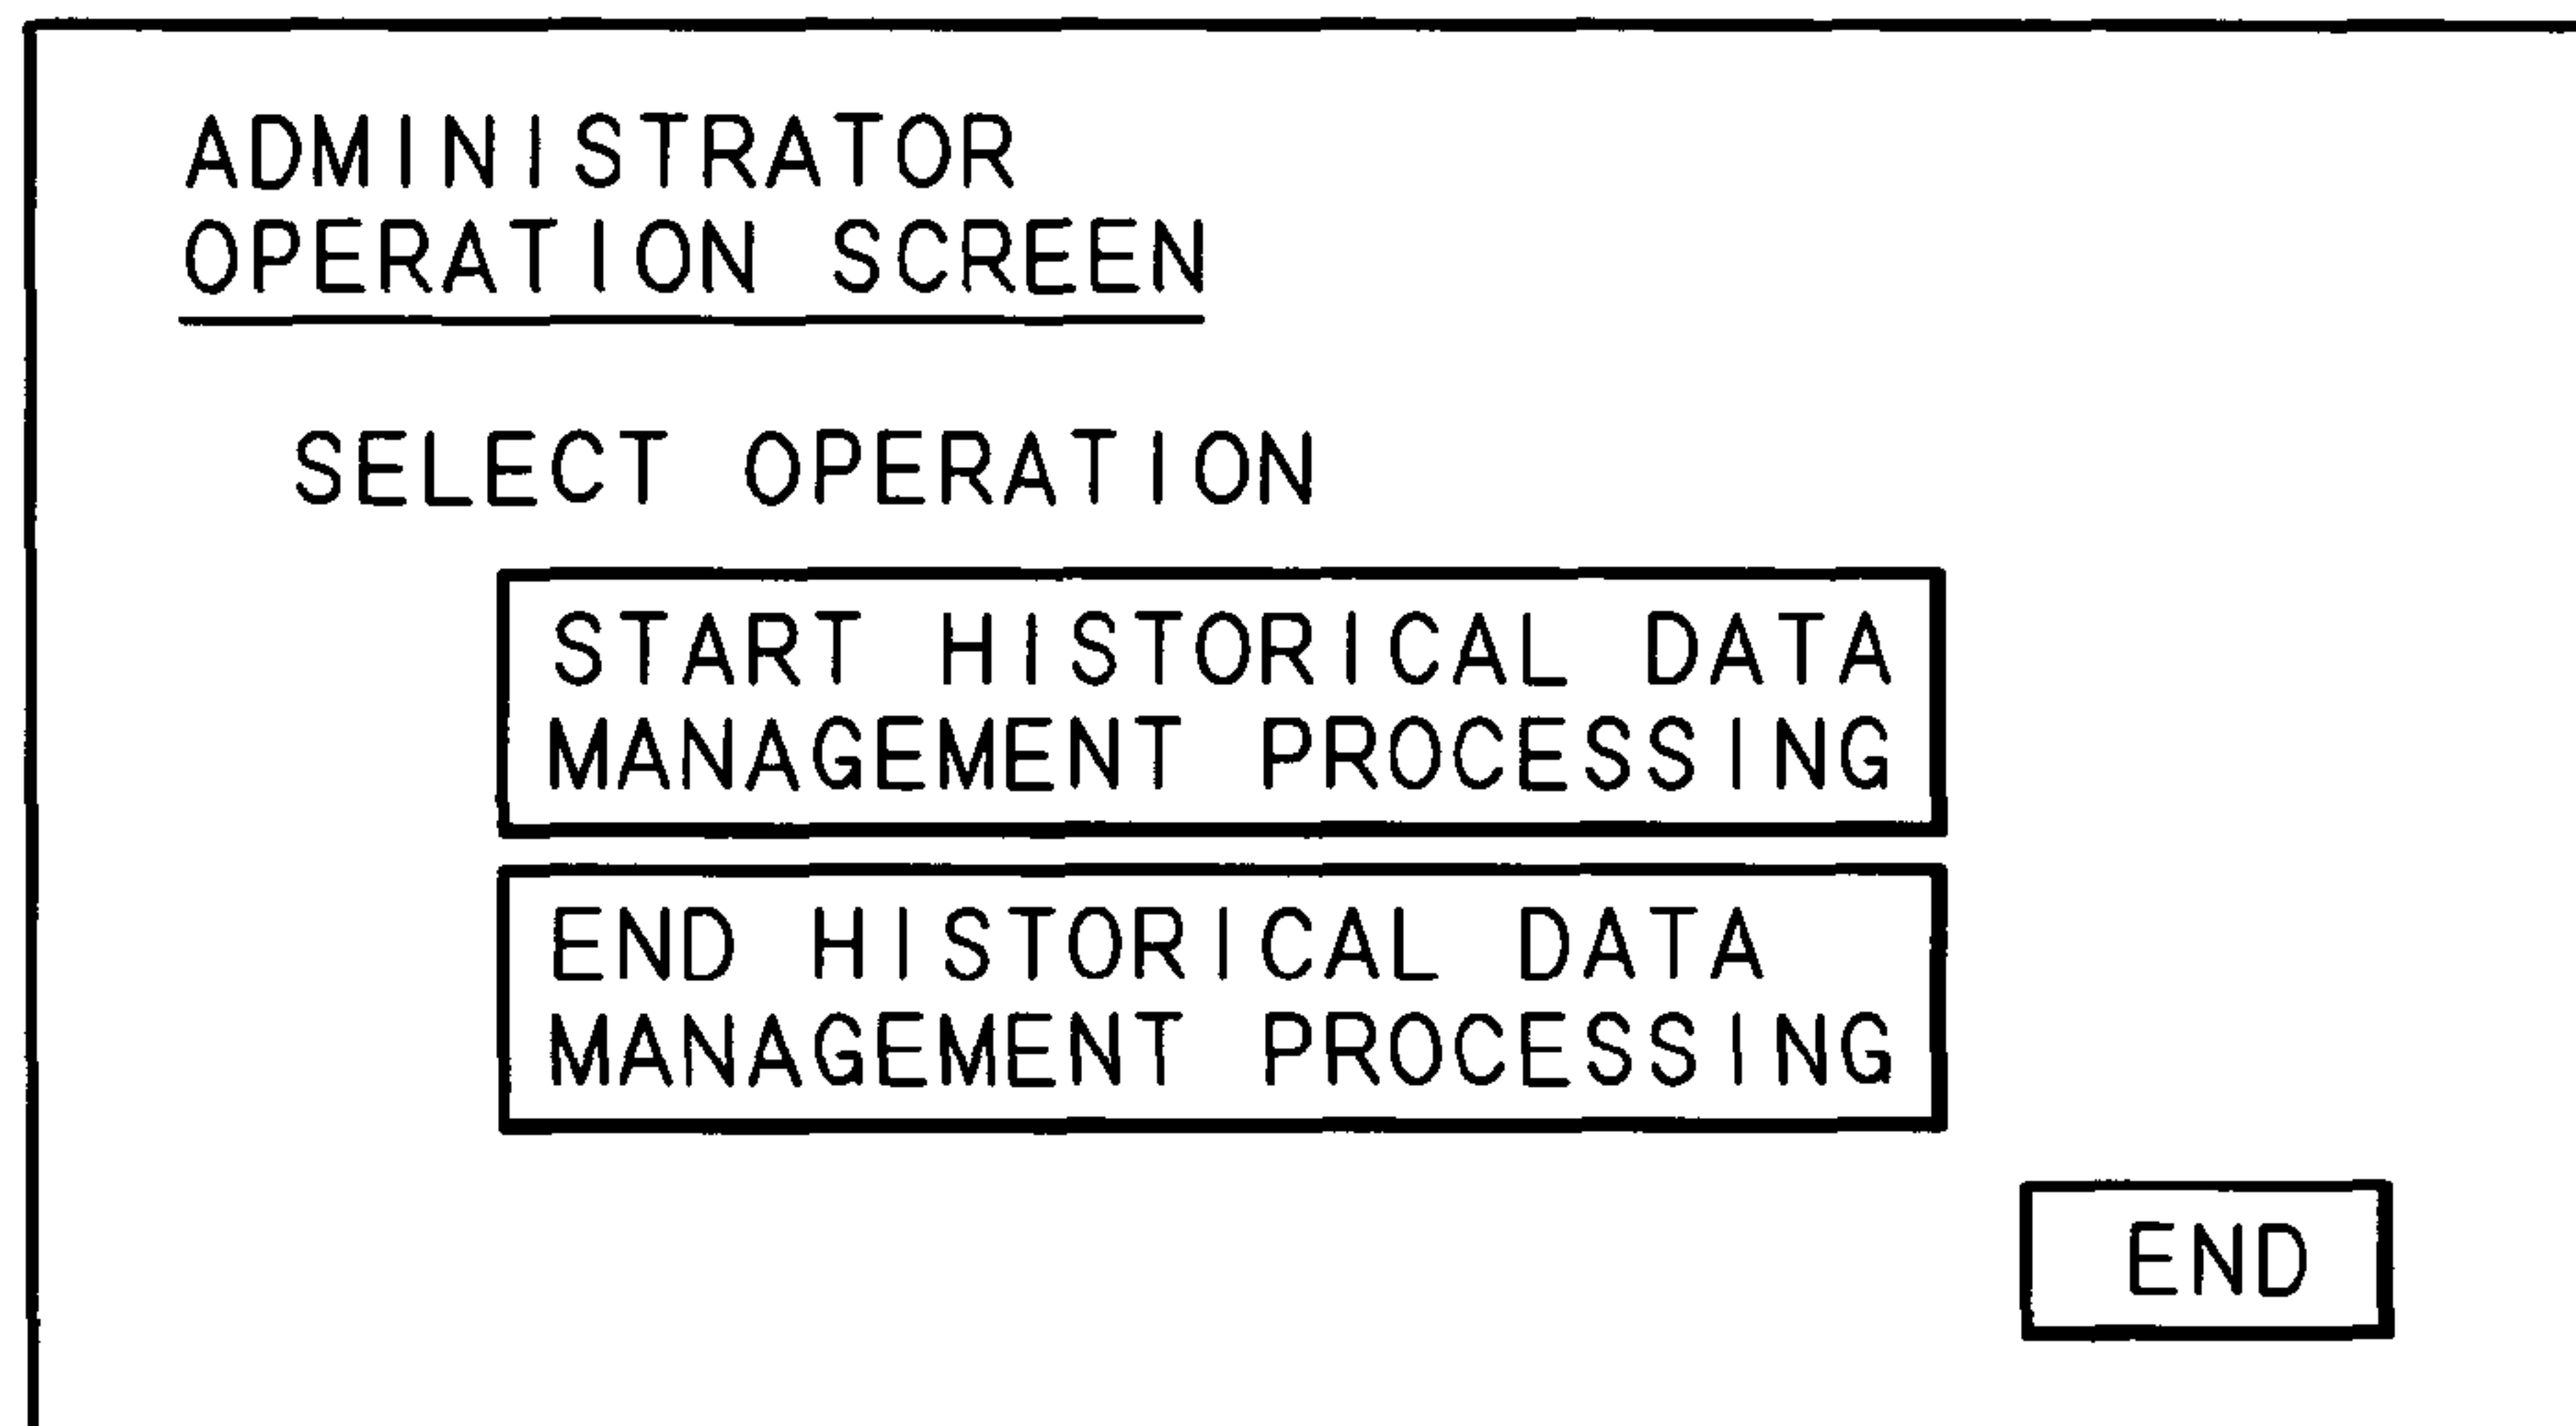 ADMINISTRATOR
OPERATION SCREEN
SELECT OPERATION
START HISTORICAL DATA
MANAGEMENT PROCESSING
END HISTORICAL DATA
MANAGEMENT PROCESSING
END